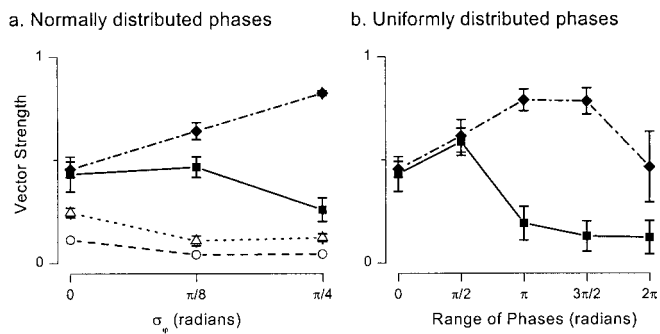 a. Normally distributed phases
b. Uniformly distributed phases
Vector Strength
1
0
0
π/8
π/4
σφ (radians)
1
0
0
π/2
π
3π/2
2π
Range of Phases (radians)